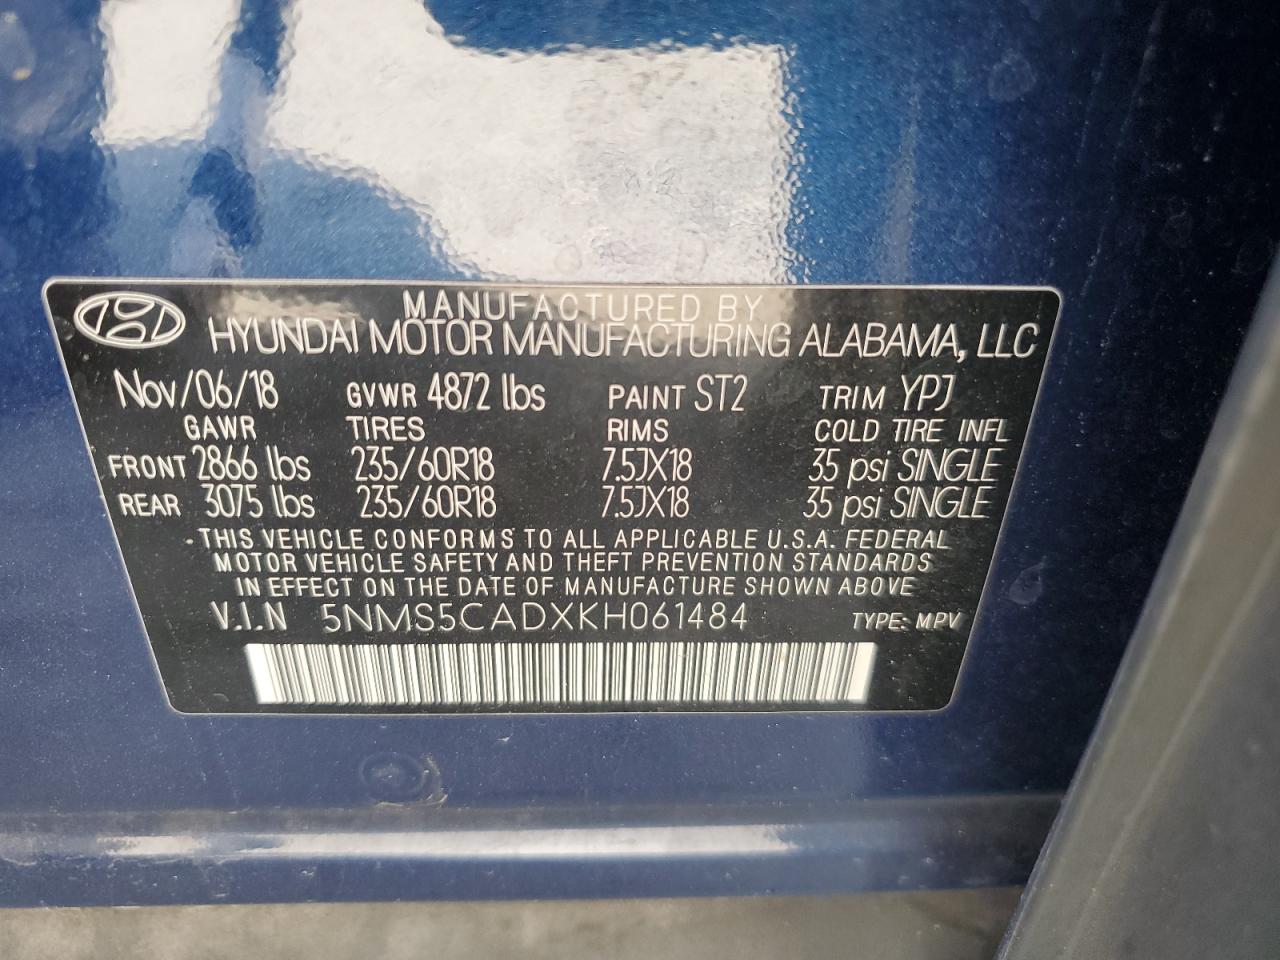 MANUFACTURED BY
HYUNDAI MOTOR MANUFACTURING ALABAMA, LLC
Nov/06/18 GVWR 4872 lbs PAINT ST2 TRIM YPJ
GAWR TIRES RIMS COLD TIRE INFL
FRONT 2866 lbs 235/60R18 7.5JX18 35 psi SINGLE
REAR 3075 lbs 235/60R18 7.5JX18 35 psi SINGLE
THIS VEHICLE CONFORMS TO ALL APPLICABLE U.S.A. FEDERAL
MOTOR VEHICLE SAFETY AND THEFT PREVENTION STANDARDS
IN EFFECT ON THE DATE OF MANUFACTURE SHOWN ABOVE
V.I.N 5NMS5CADXKH061484 TYPE: MPV